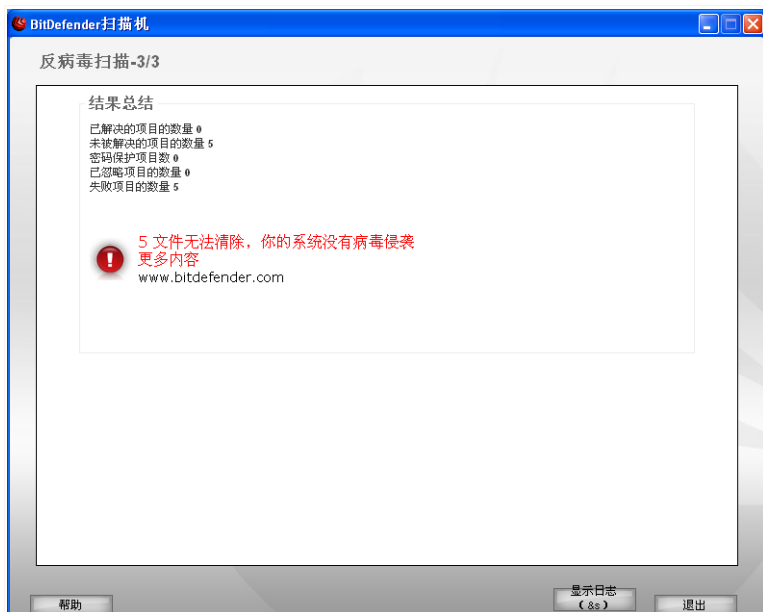 BitDefender扫描机
反病毒扫描-3/3
结果总结
已解决的项目的数量 0
未被解决的项目的数量 5
密码保护项目数 0
已忽略项目的数量 0
失败项目的数量 5
5 文件无法清除，你的系统没有病毒侵袭
更多内容
www.bitdefender.com
帮助
显示日志
(&s)
退出